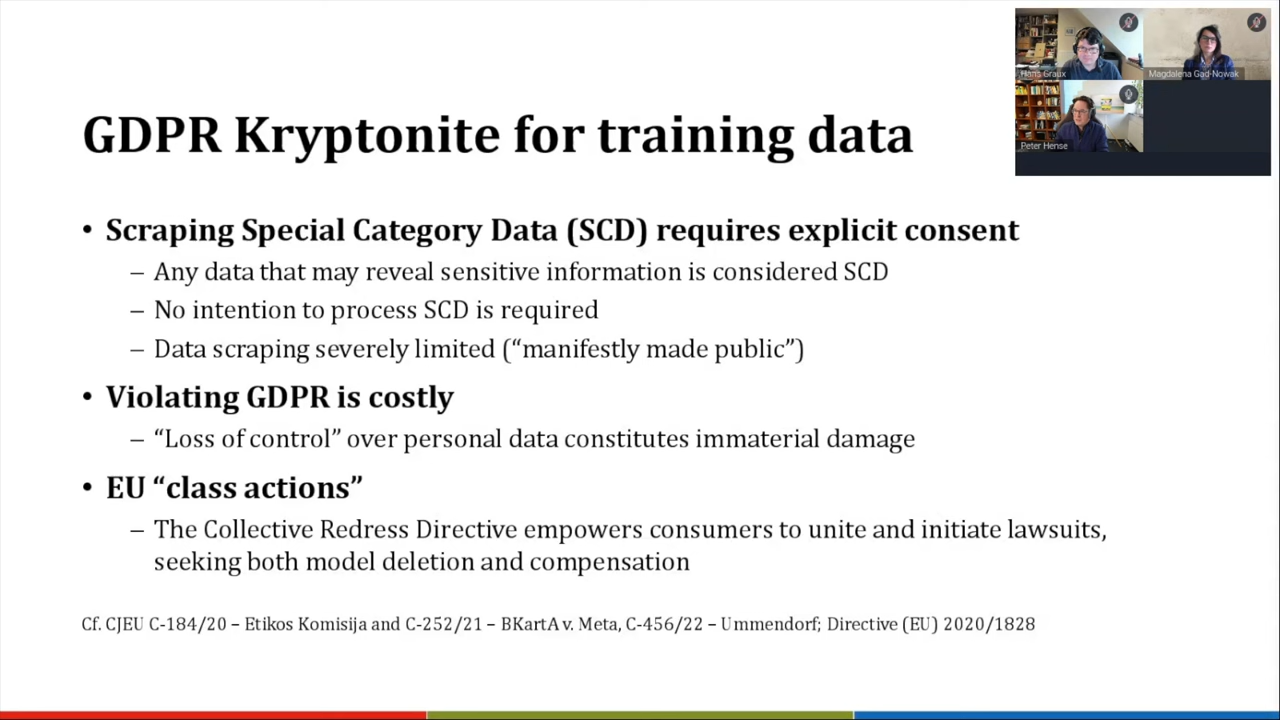 GDPR Kryptonite for training data
• Scraping Special Category Data (SCD) requires explicit consent
– Any data that may reveal sensitive information is considered SCD
– No intention to process SCD is required
– Data scraping severely limited (“manifestly made public”)
• Violating GDPR is costly
– “Loss of control” over personal data constitutes immaterial damage
• EU “class actions”
– The Collective Redress Directive empowers consumers to unite and initiate lawsuits,
seeking both model deletion and compensation
Cf. CJEU C-184/20 – Etikos Komisija and C-252/21 – BKartA v. Meta, C-456/22 – Ummendorf; Directive (EU) 2020/1828
Hans Graux
Magdalena Gad-Nowak
Peter Hense